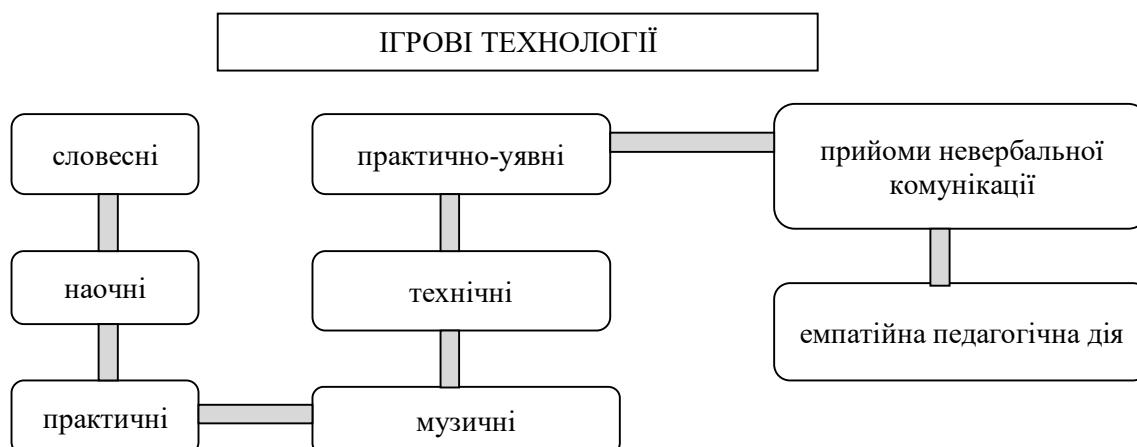 ІГРОВІ ТЕХНОЛОГІЇ
словесні
практично-уявні
прийоми невербальної
комунікації
наочні
технічні
емпатійна педагогічна дія
практичні
музичні